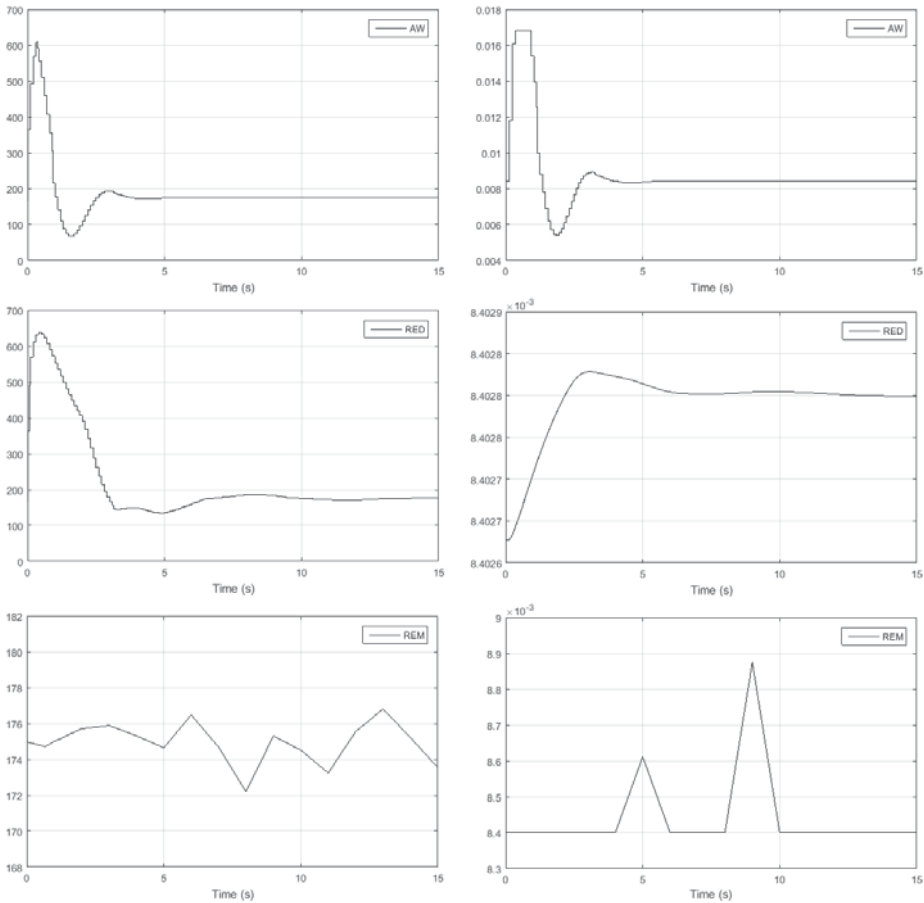 700
600
500
400
300
200
100
0
0 5 10 15
Time (s)
AW
0.018
0.016
0.014
0.012
0.01
0.008
0.006
0.004
0 5 10 15
Time (s)
AW
700
600
500
400
300
200
100
0
0 5 10 15
Time (s)
RED
×10⁻³
8.4029
8.4028
8.4028
8.4028
8.4027
8.4027
8.4026
0 5 10 15
Time (s)
RED
182
180
178
176
174
172
170
168
0 5 10 15
Time (s)
REM
×10⁻³
9
8.9
8.8
8.7
8.6
8.5
8.4
8.3
0 5 10 15
Time (s)
REM